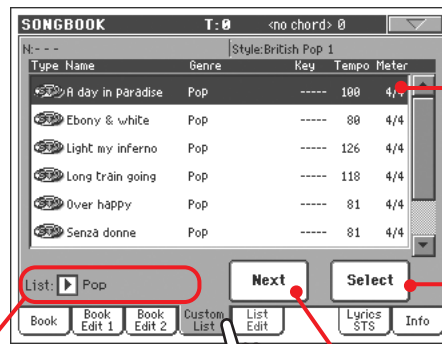 SONGBOOK T:0 <no chord> 0
N:--- Style:British Pop 1
Type Name Genre Key Tempo Meter
A day in paradise Pop ----- 100 4/4
Ebony & white Pop ----- 80 4/4
Light my inferno Pop ----- 126 4/4
Long train going Pop ----- 118 4/4
Over happy Pop ----- 81 4/4
Senza donne Pop ----- 81 4/4
List: Pop Next Select
Book Book Edit 1 Book Edit 2 Custom List List Edit Lyrics STS Info